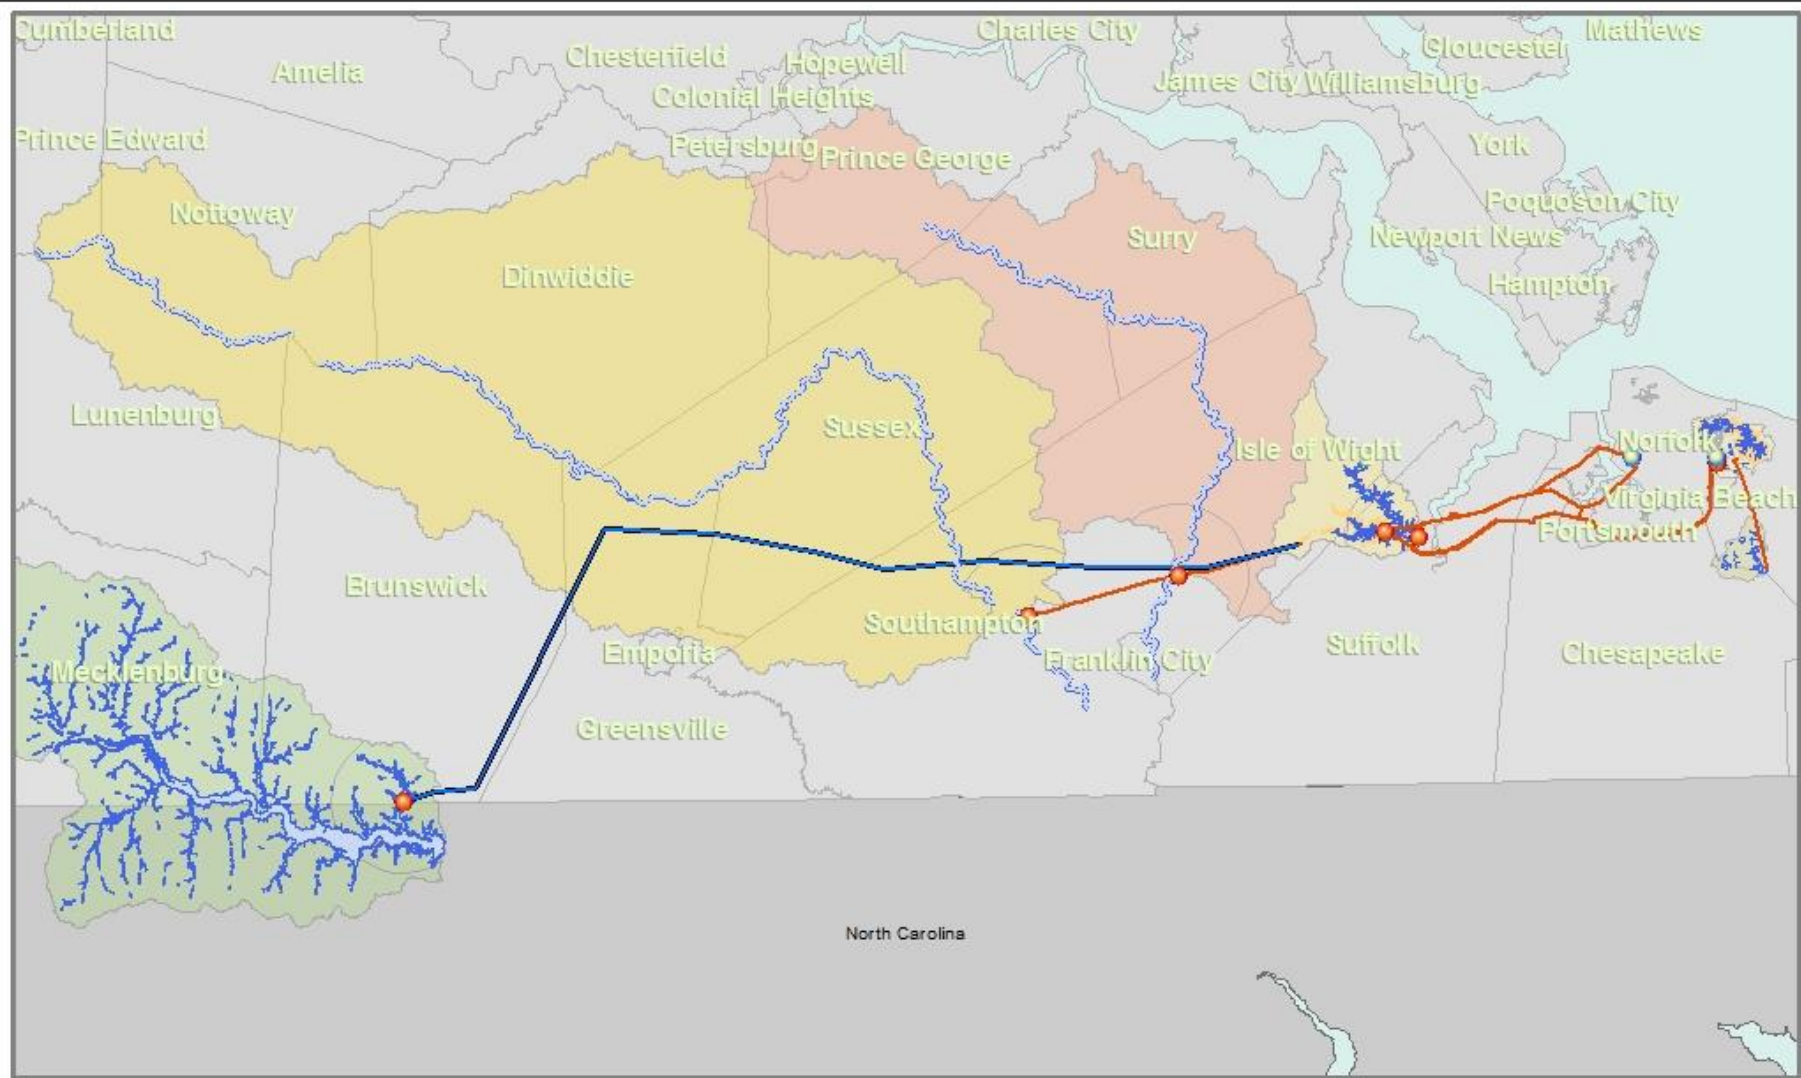 Cumberland
Charles City
Mathews
Gloucester
Chesterfield
Hopewell
Amelia
James City
Williamsburg
Colonial Heights
Prince Edward
Petersburg
Prince George
York
Nottoway
Poquoson City
Surry
Newport News
Dinwiddie
Hampton
Lunenburg
Sussex
Isle of Wight
Norfolk
Virginia Beach
Portsmouth
Brunswick
Southampton
Mecklenburg
Emporia
Franklin City
Suffolk
Chesapeake
Greensville
North Carolina